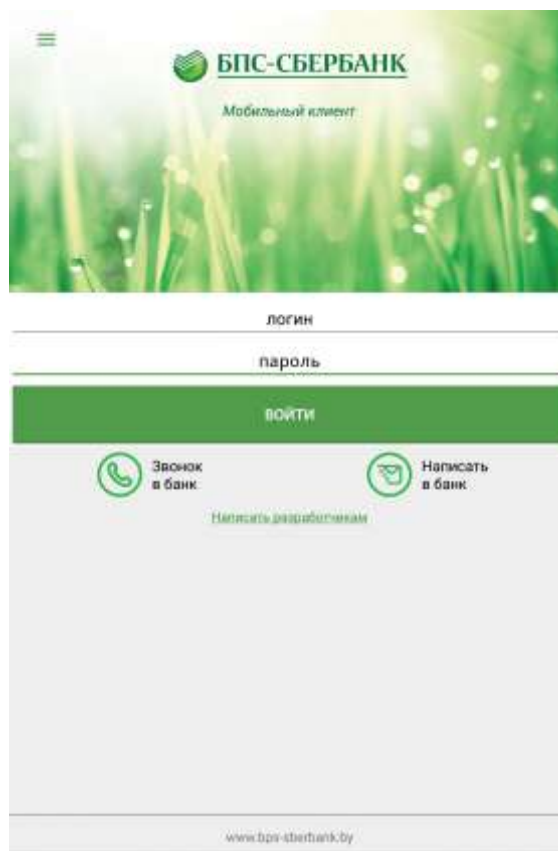 БПС-СБЕРБАНК
Мобильный клиент
логин
пароль
ВОЙТИ
Звонок
в банк
Написать
в банк
Написать разработчикам
www.bps-sberbank.by